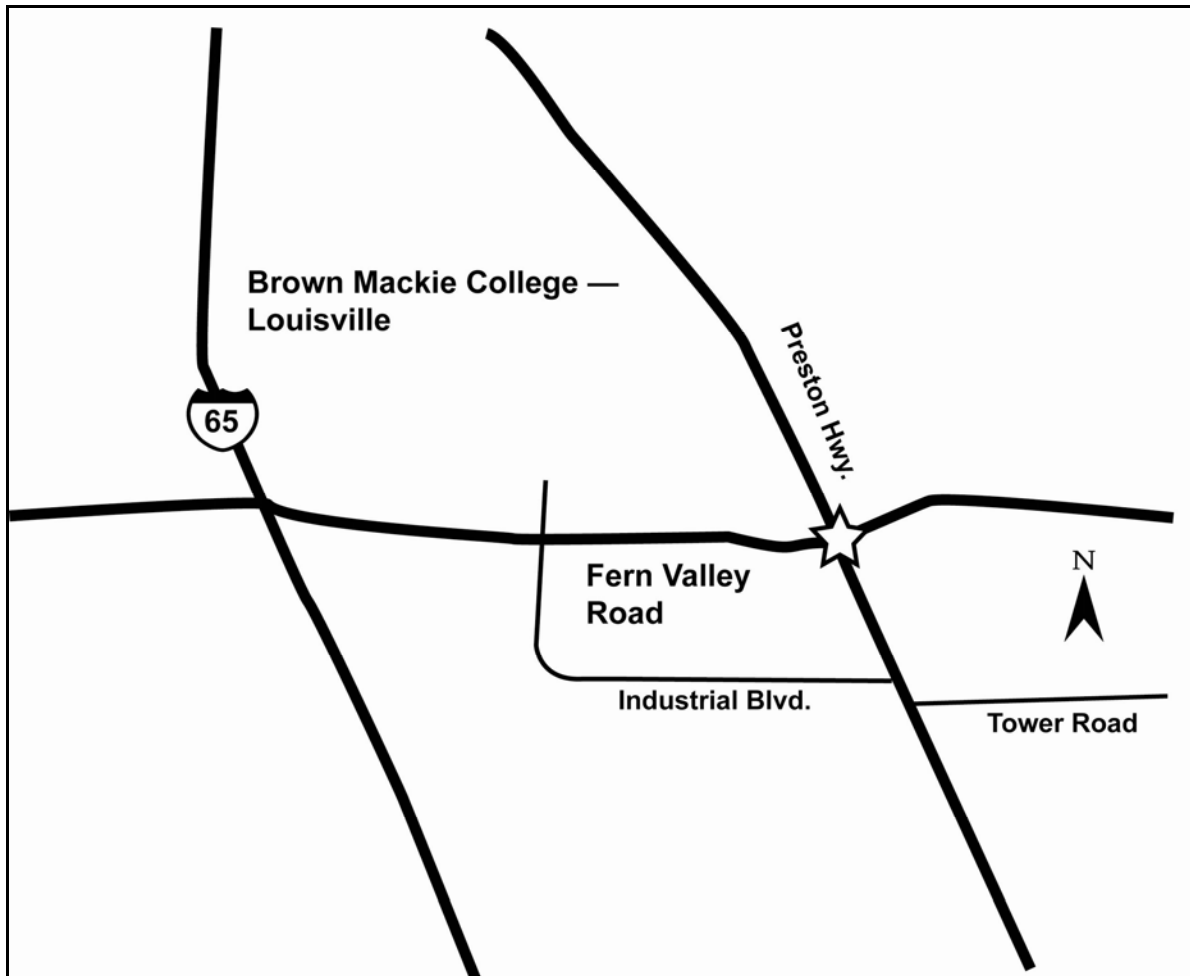 Brown Mackie College —
Louisville
Preston Hwy.
65
N
Fern Valley
Road
Industrial Blvd.
Tower Road